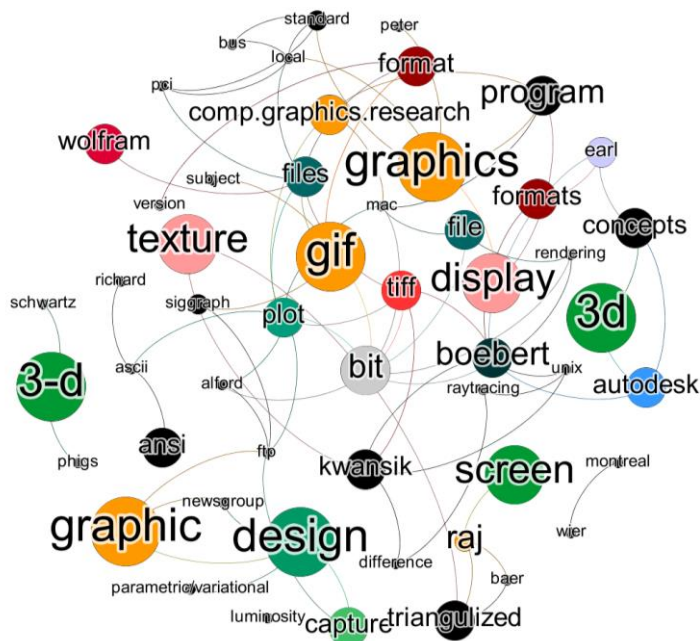 standard
peter
bus
local
format
pci
program
comp.graphics.research
wolfram
graphics
earl
files
subject
formats
version
mac
concepts
file
texture
gif
rendering
display
richard
tiff
schwartz
siggraph
plot
3d
boebert
ascii
bit
unix
3-d
alford
raytracing
autodesk
ansi
ftp
phigs
kwansik
screen
montreal
newsgroup
graphic
design
wier
raj
difference
baer
parametric/variational
luminosity
capture
triangulized